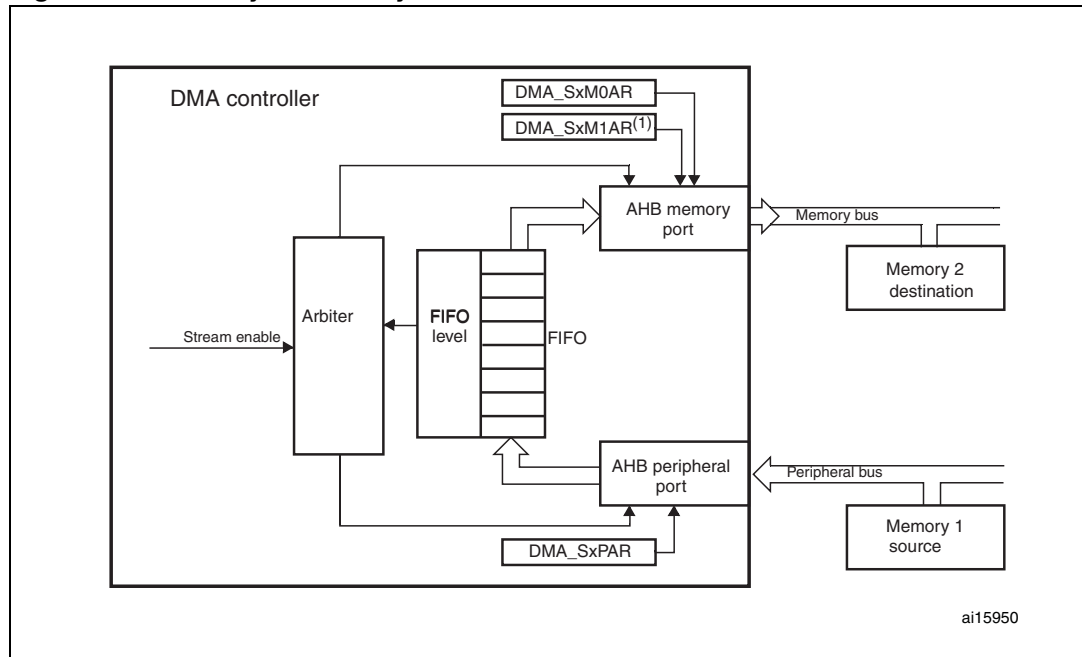 DMA controller
DMA_SxM0AR
DMA_SxM1AR(1)
AHB memory
port
Memory bus
Memory 2
destination
Arbiter
FIFO
level
FIFO
Stream enable
AHB peripheral
port
Peripheral bus
Memory 1
source
DMA_SxPAR
ai15950